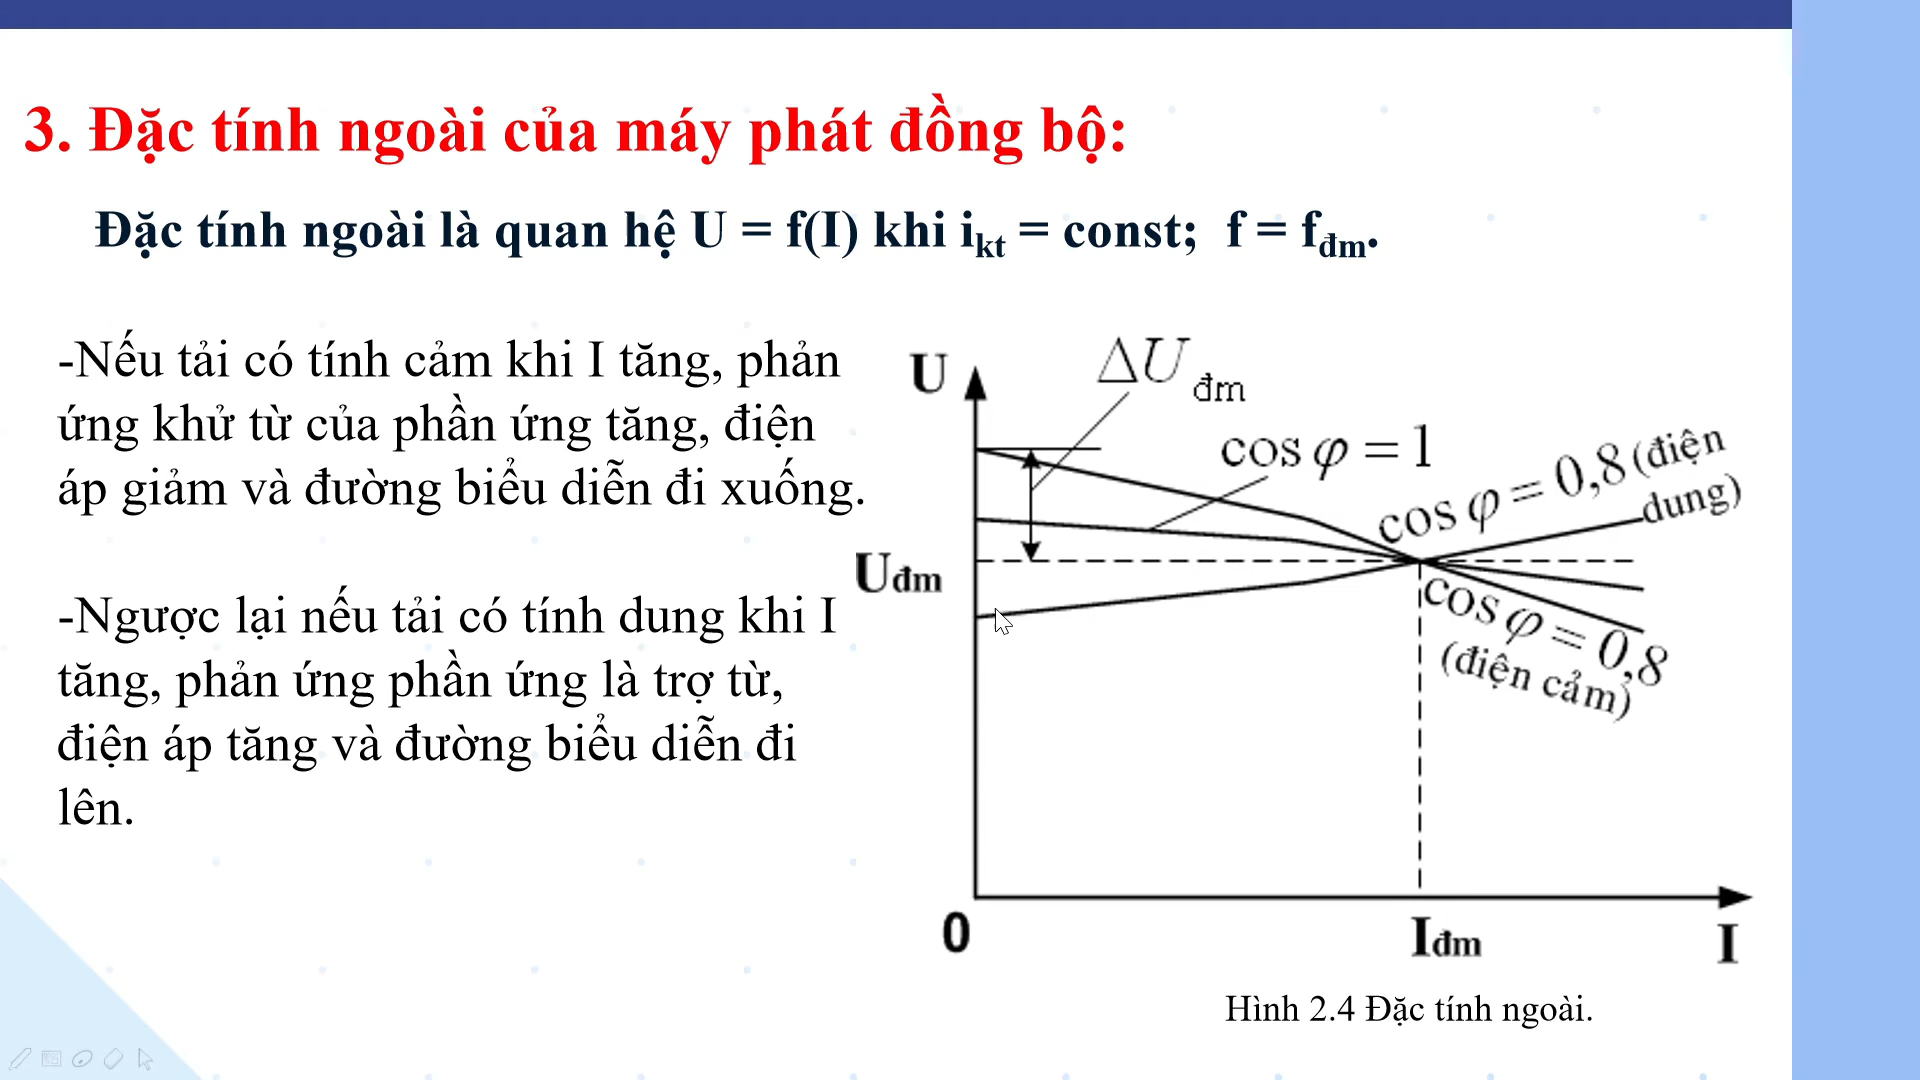 3. Đặc tính ngoài của máy phát đồng bộ:
Đặc tính ngoài là quan hệ U = f(I) khi ikt = const; f = fđm.
-Nếu tải có tính cảm khi I tăng, phản
ứng khử từ của phần ứng tăng, điện
áp giảm và đường biểu diễn đi xuống.
-Ngược lại nếu tải có tính dung khi I
tăng, phản ứng phần ứng là trợ từ,
điện áp tăng và đường biểu diễn đi
lên.
U
ΔU đm
cos φ = 1
cos φ = 0,8 (điện
dung)
Uđm
cos φ = 0,8
(điện cảm)
0
Iđm
I
Hình 2.4 Đặc tính ngoài.